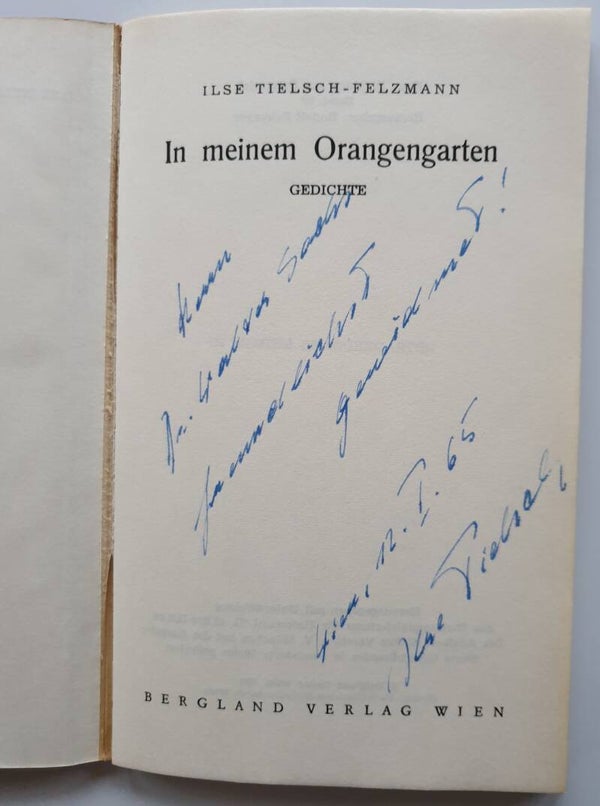 ILSE TIELSCH-FELZMANN
In meinem Orangengarten
GEDICHTE
Herrn
Dr. Walter Sachs
freundlichst
gewidmet!
Wien, 12. I. 65
Ilse Tielsch
BERGLAND VERLAG WIEN